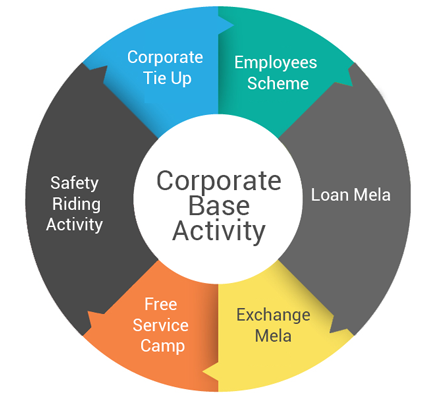 Corporate
Tie Up
Employees
Scheme
Loan Mela
Exchange
Mela
Free
Service
Camp
Safety
Riding
Activity
Corporate
Base
Activity